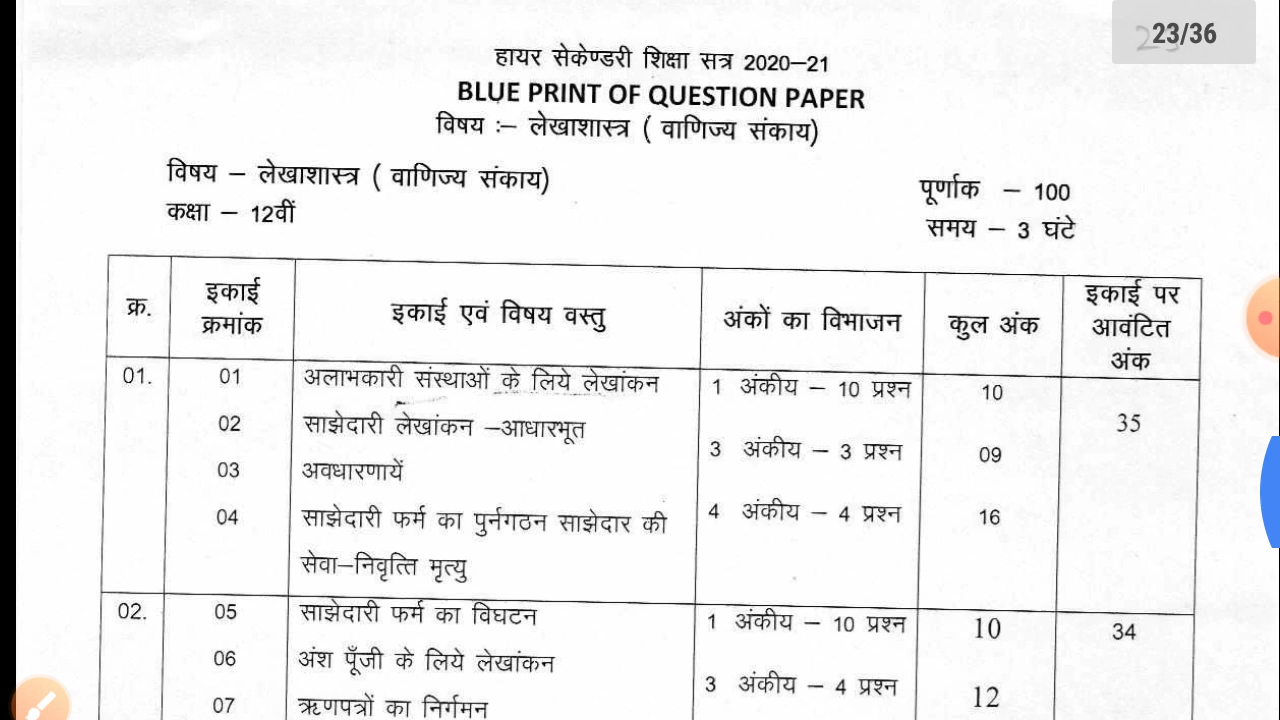 23/36
हायर सेकेण्डरी शिक्षा सत्र 2020–21
BLUE PRINT OF QUESTION PAPER
विषय :– लेखाशास्त्र ( वाणिज्य संकाय)
विषय – लेखाशास्त्र ( वाणिज्य संकाय)
पूर्णाक – 100
कक्षा – 12वीं
समय – 3 घंटे
क्र. इकाई क्रमांक इकाई एवं विषय वस्तु अंकों का विभाजन कुल अंक इकाई पर आवंटित अंक
01. 01 अलाभकारी संस्थाओं के लिये लेखांकन 1 अंकीय – 10 प्रश्न 10 35
02 साझेदारी लेखांकन –आधारभूत 3 अंकीय – 3 प्रश्न 09
03 अवधारणायें
04 साझेदारी फर्म का पुर्नगठन साझेदार की 4 अंकीय – 4 प्रश्न 16
सेवा–निवृत्ति मृत्यु
02. 05 साझेदारी फर्म का विघटन 1 अंकीय – 10 प्रश्न 10 34
06 अंश पूँजी के लिये लेखांकन 3 अंकीय – 4 प्रश्न 12
07 ऋणपत्रों का निर्गमन